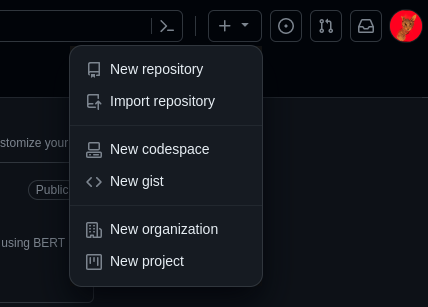 New repository
Import repository
stomize your
New codespace
New gist
Public
New organization
using BERT
New project